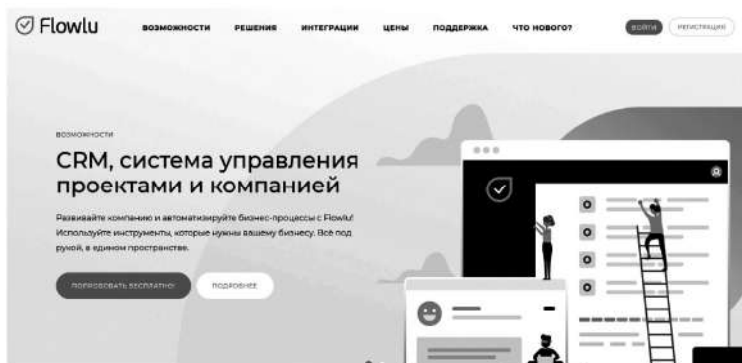 Flowlu
ВОЗМОЖНОСТИ РЕШЕНИЯ ИНТЕГРАЦИИ ЦЕНЫ ПОДДЕРЖКА ЧТО НОВОГО? ВОЙТИ РЕГИСТРАЦИЯ
ВОЗМОЖНОСТИ
CRM, система управления
проектами и компанией
Развивайте компанию и автоматизируйте бизнес-процессы с Flowlu!
Используйте инструменты, которые нужны вашему бизнесу. Всё под
рукой, в едином пространстве.
ПОПРОБОВАТЬ БЕСПЛАТНО! ПОДРОБНЕЕ